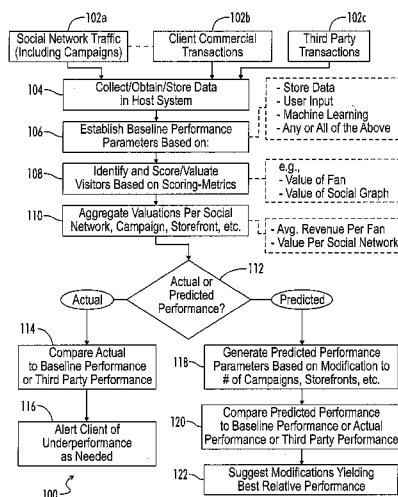 102a
102b
102c
Social Network Traffic
(Including Campaigns)
Client Commercial
Transactions
Third Party
Transactions
104
Collect/Obtain/Store Data
in Host System
106
Establish Baseline Performance
Parameters Based on:
- Store Data
- User Input
- Machine Learning
- Any or All of the Above
108
Identify and Score/Valuate
Visitors Based on Scoring-Metrics
e.g.,
- Value of Fan
- Value of Social Graph
110
Aggregate Valuations Per Social
Network, Campaign, Storefront, etc.
- Avg. Revenue Per Fan
- Value Per Social Network
112
Actual or
Predicted
Performance?
Actual
Predicted
114
Compare Actual
to Baseline Performance
or Third Party Performance
116
Alert Client of
Underperformance
as Needed
118
Generate Predicted Performance
Parameters Based on Modification to
# of Campaigns, Storefronts, etc.
120
Compare Predicted Performance
to Baseline Performance or Actual
Performance or Third Party Performance
122
Suggest Modifications Yielding
Best Relative Performance
100